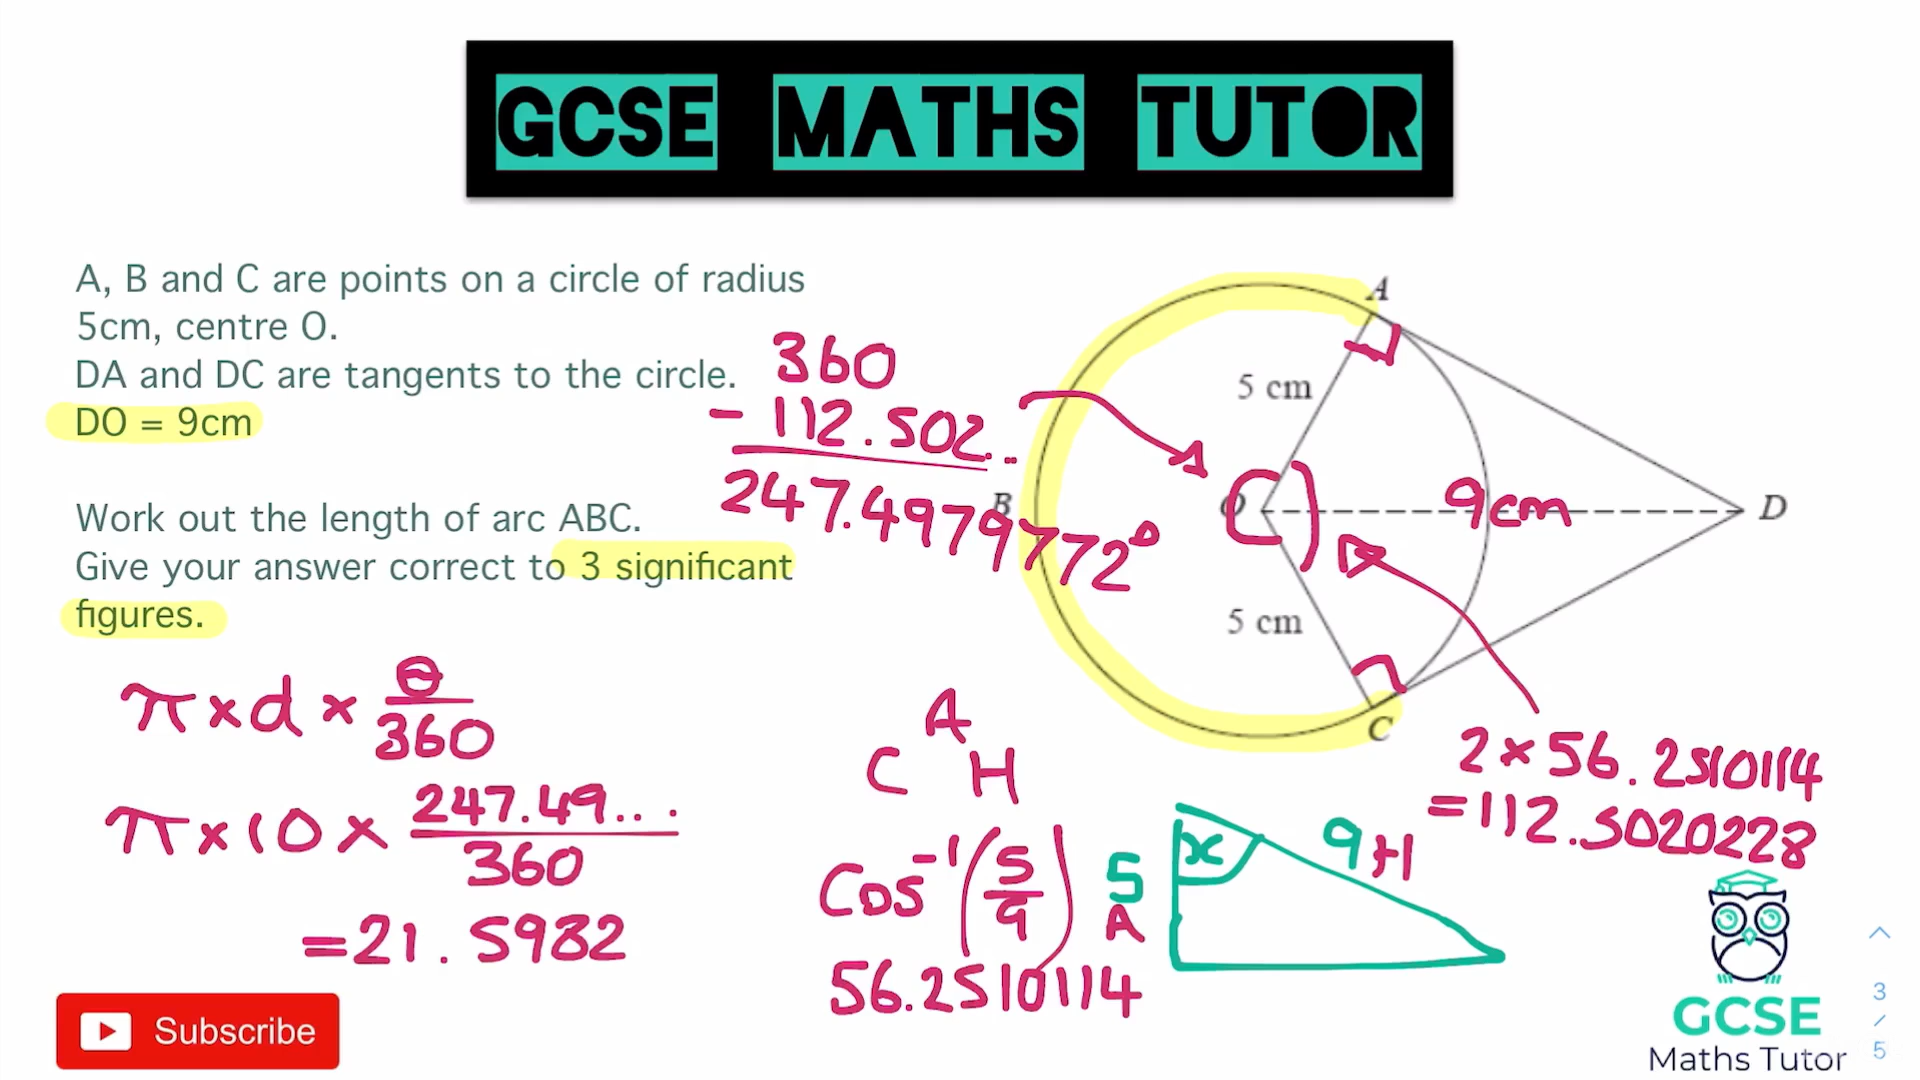 GCSE MATHS TUTOR
A, B and C are points on a circle of radius
5cm, centre O.
DA and DC are tangents to the circle.
DO = 9cm
Work out the length of arc ABC.
Give your answer correct to 3 significant
figures.
360
- 112.502...
247.4979772°
A
5 cm
B
O
9cm
D
5 cm
C
π x d x θ/360
π x 10 x 247.49.../360
= 21.5982
A
C H
Cos⁻¹(5/9)
56.2510114
5
A
x
9 H
2 x 56.2510114
= 112.5020228
Subscribe
GCSE
Maths Tutor
3
/
5